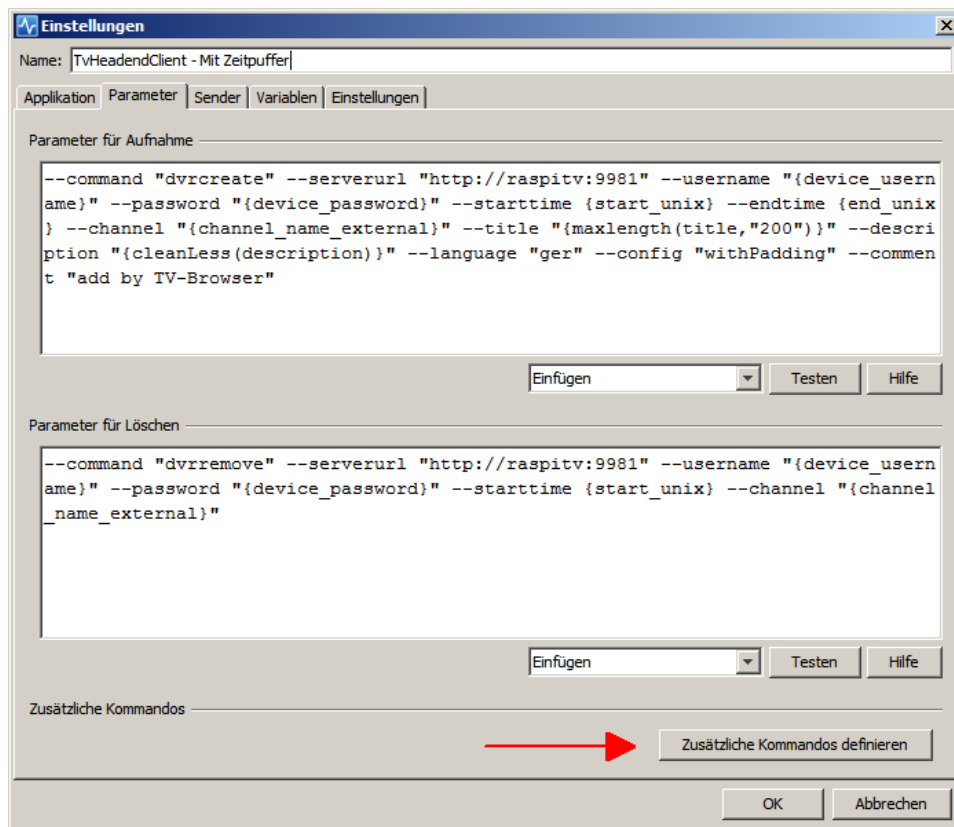 Einstellungen
Name: TvHeadendClient - Mit Zeitpuffer
Applikation Parameter Sender Variablen Einstellungen
Parameter für Aufnahme
--command "dvrcreate" --serverurl "http://raspitv:9981" --username "{device_usern
ame}" --password "{device_password}" --starttime {start_unix} --endtime {end_unix
} --channel "{channel_name_external}" --title "{maxlength(title,"200")}" --descri
ption "{cleanLess(description)}" --language "ger" --config "withPadding" --commen
t "add by TV-Browser"
Einfügen Testen Hilfe
Parameter für Löschen
--command "dvrremove" --serverurl "http://raspitv:9981" --username "{device_usern
ame}" --password "{device_password}" --starttime {start_unix} --channel "{channel
_name_external}"
Einfügen Testen Hilfe
Zusätzliche Kommandos
Zusätzliche Kommandos definieren
OK Abbrechen